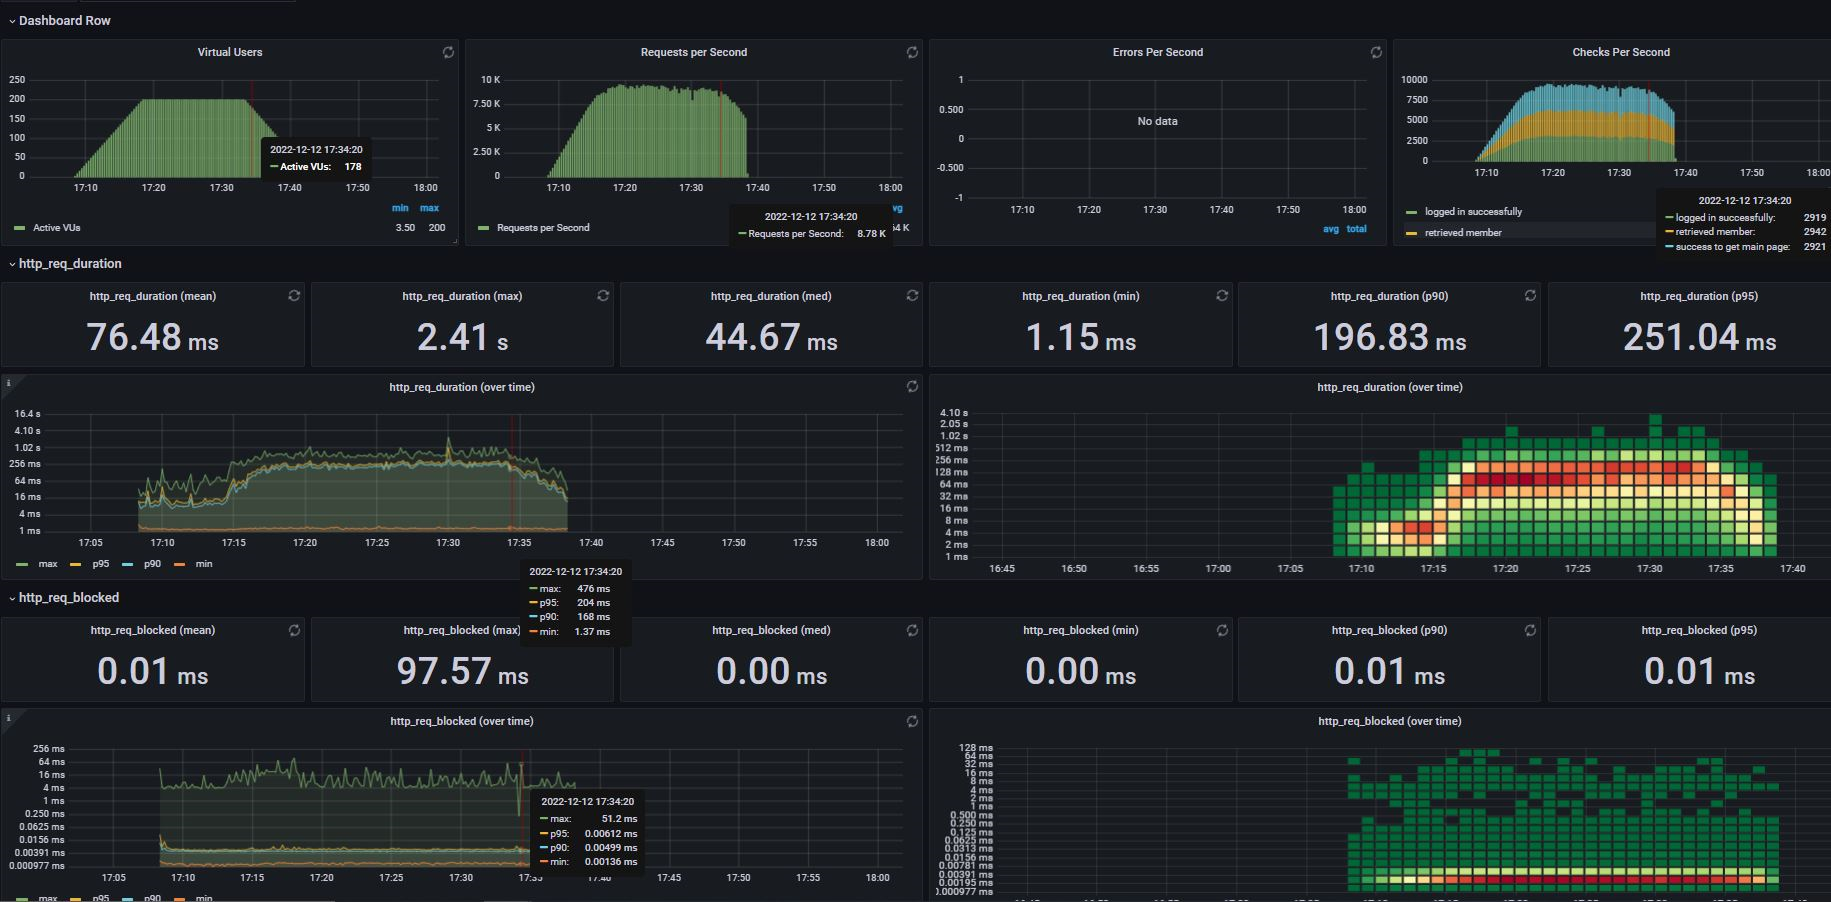 Dashboard Row
Virtual Users
250
200
150
100
50
0
17:10 17:20 17:30 17:40 17:50 18:00
2022-12-12 17:34:20
Active VUs: 178
min max
Active VUs 3.50 200
Requests per Second
10 K
7.50 K
5 K
2.50 K
0
17:10 17:20 17:30 17:40 17:50 18:00
2022-12-12 17:34:20
Requests per Second: 8.78 K
Requests per Second
Errors Per Second
1
0.500
0
-0.500
-1
No data
17:10 17:20 17:30 17:40 17:50 18:00
avg total
Checks Per Second
10000
7500
5000
2500
0
17:10 17:20 17:30 17:40 17:50 18:00
logged in successfully
retrieved member
2022-12-12 17:34:20
logged in successfully: 2919
retrieved member: 2942
success to get main page: 2921
http_req_duration
http_req_duration (mean)
76.48 ms
http_req_duration (max)
2.41 s
http_req_duration (med)
44.67 ms
http_req_duration (min)
1.15 ms
http_req_duration (p90)
196.83 ms
http_req_duration (p95)
251.04 ms
http_req_duration (over time)
16.4 s
4.10 s
1.02 s
256 ms
64 ms
16 ms
4 ms
1 ms
17:05 17:10 17:15 17:20 17:25 17:30 17:35 17:40 17:45 17:50 17:55 18:00
max p95 p90 min
2022-12-12 17:34:20
max: 476 ms
p95: 204 ms
p90: 168 ms
min: 1.37 ms
http_req_duration (over time)
4.10 s
2.05 s
1.02 s
512 ms
256 ms
128 ms
64 ms
32 ms
16 ms
8 ms
4 ms
2 ms
1 ms
16:45 16:50 16:55 17:00 17:05 17:10 17:15 17:20 17:25 17:30 17:35 17:40
http_req_blocked
http_req_blocked (mean)
0.01 ms
http_req_blocked (max)
97.57 ms
http_req_blocked (med)
0.00 ms
http_req_blocked (min)
0.00 ms
http_req_blocked (p90)
0.01 ms
http_req_blocked (p95)
0.01 ms
http_req_blocked (over time)
256 ms
64 ms
16 ms
4 ms
1 ms
0.250 ms
0.0625 ms
0.0156 ms
0.00391 ms
0.000977 ms
17:05 17:10 17:15 17:20 17:25 17:30 17:35 17:40 17:45 17:50 17:55 18:00
2022-12-12 17:34:20
max: 51.2 ms
p95: 0.00612 ms
p90: 0.00499 ms
min: 0.00136 ms
max p95 p90 min
http_req_blocked (over time)
128 ms
64 ms
32 ms
16 ms
8 ms
4 ms
2 ms
1 ms
0.500 ms
0.250 ms
0.125 ms
0.0625 ms
0.0313 ms
0.0156 ms
0.00781 ms
0.00391 ms
0.00195 ms
0.000977 ms